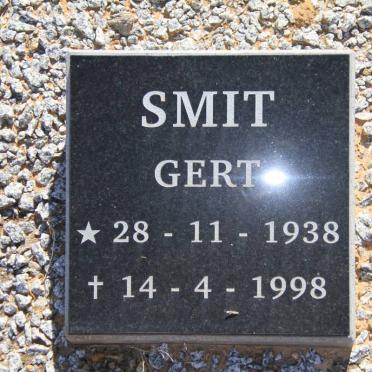 SMIT
GERT
★ 28 - 11 - 1938
† 14 - 4 - 1998